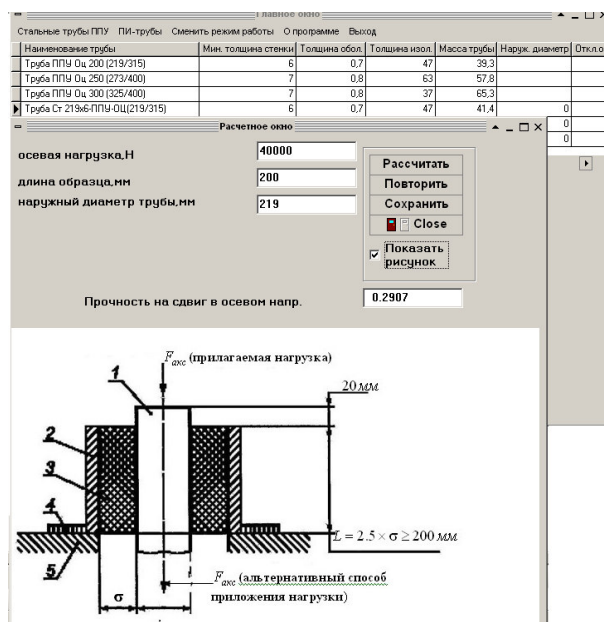 Главное окно
Стальные трубы ППУ ПИ-трубы Сменить режим работы О программе Выход
Наименование трубы Мин. толщина стенки Толщина обол. Толщина изол. Масса трубы Наруж. диаметр Откл.о
Труба ППУ Оц 200 (219/315) 6 0,7 47 39,3
Труба ППУ Оц 250 (273/400) 7 0,8 63 57,8
Труба ППУ Оц 300 (325/400) 7 0,8 37 65,3
Труба Ст 219х6-ППУ-ОЦ(219/315) 6 0,7 47 41,4 0
0
0
Расчетное окно
осевая нагрузка,Н 40000
длина образца,мм 200
наружный диаметр трубы,мм 219
Рассчитать
Повторить
Сохранить
Close
Показать
рисунок
Прочность на сдвиг в осевом напр. 0.2907
Fакс (прилагаемая нагрузка)
1
20 мм
2
3
4
L = 2.5 × σ ≥ 200 мм
5
Fакс (альтернативный способ
приложения нагрузки)
σ